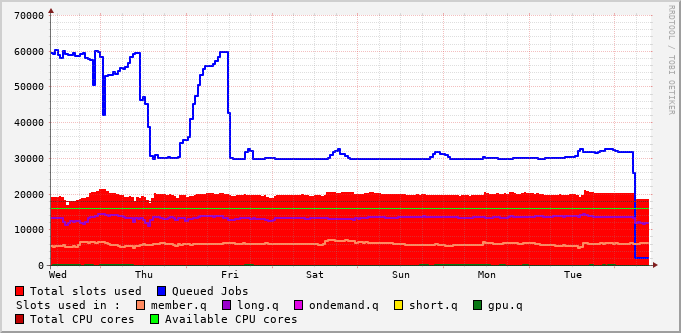 70000
60000
50000
40000
30000
20000
10000
0
Wed Thu Fri Sat Sun Mon Tue
Total slots used Queued Jobs
Slots used in : member.q long.q ondemand.q short.q gpu.q
Total CPU cores Available CPU cores
RRDTOOL / TOBI OETIKER